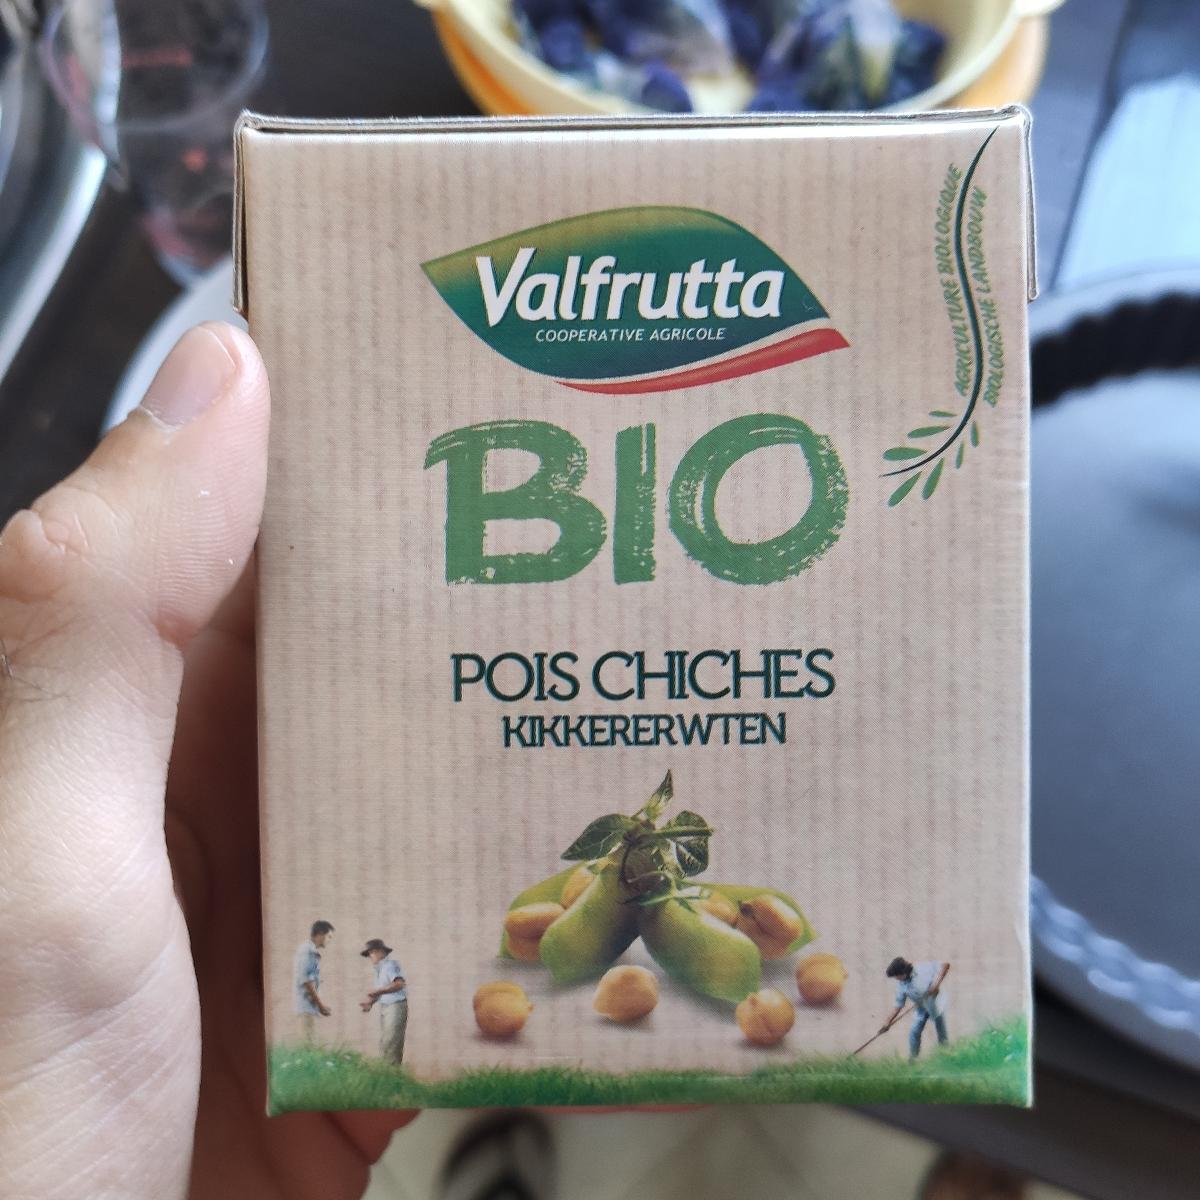 Valfrutta
COOPERATIVE AGRICOLE
AGRICULTURE BIOLOGIQUE
BIOLOGISCHE LANDBOUW
BIO
POIS CHICHES
KIKKERERWTEN